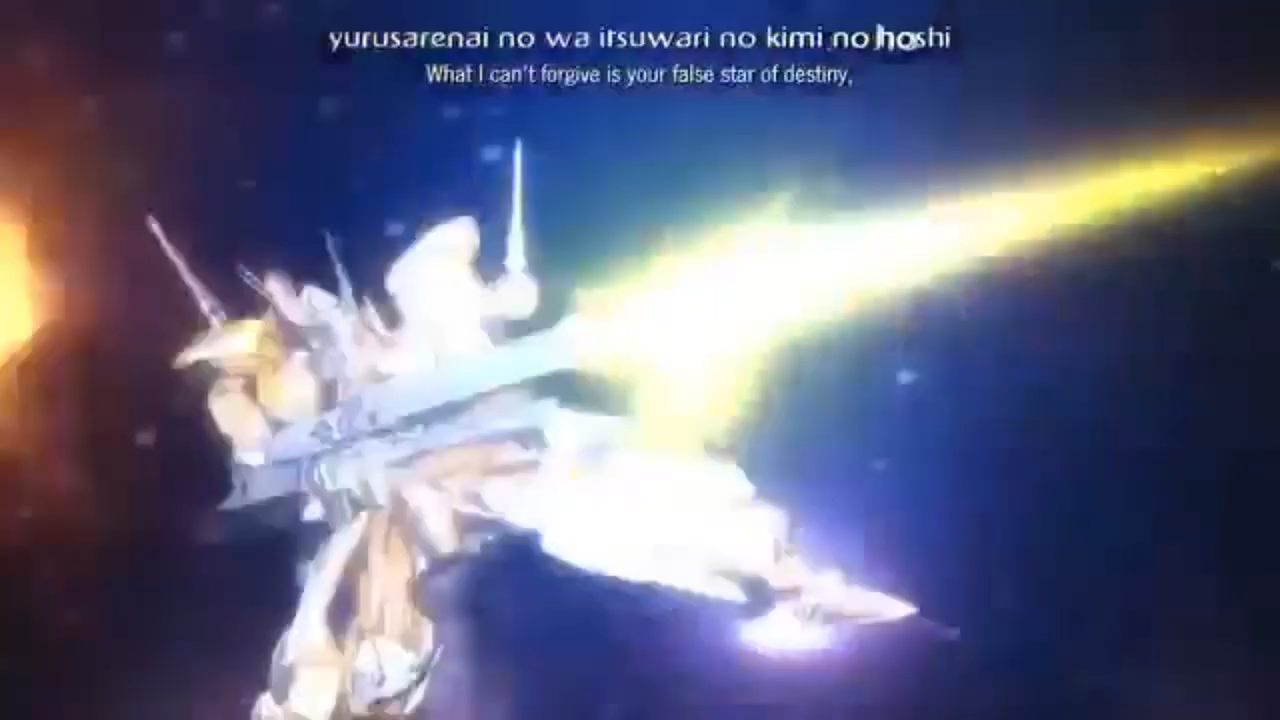 yurusarenai no wa itsuwari no kimi no hoshi
What I can't forgive is your false star of destiny,